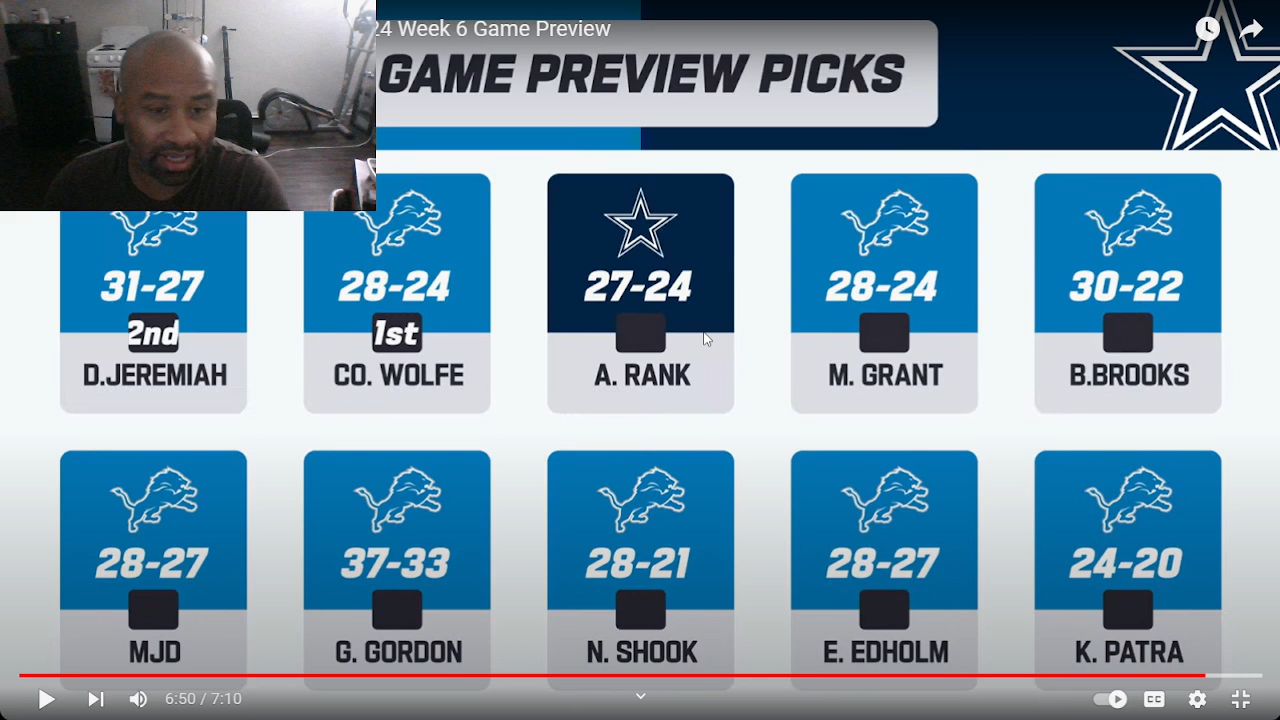 24 Week 6 Game Preview
GAME PREVIEW PICKS
31-27
28-24
27-24
28-24
30-22
2nd
1st
D.JEREMIAH
CO. WOLFE
A. RANK
M. GRANT
B.BROOKS
28-27
37-33
28-21
28-27
24-20
MJD
G. GORDON
N. SHOOK
E. EDHOLM
K. PATRA
6:50 / 7:10
CC